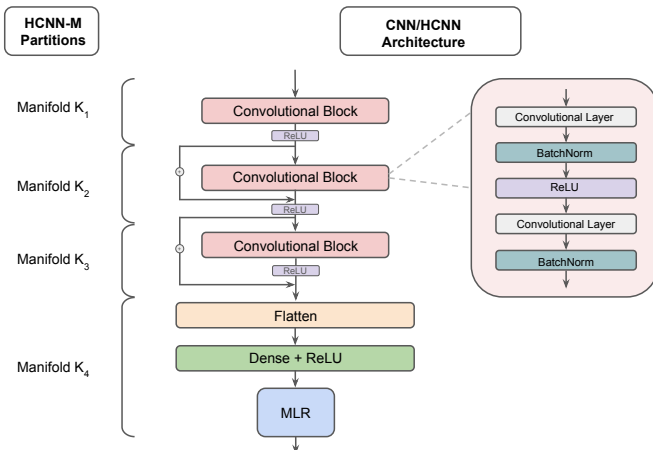 HCNN-M
Partitions
CNN/HCNN
Architecture
Manifold K1
Convolutional Block
ReLU
Manifold K2
Convolutional Block
ReLU
Manifold K3
Convolutional Block
ReLU
Manifold K4
Flatten
Dense + ReLU
MLR
Convolutional Layer
BatchNorm
ReLU
Convolutional Layer
BatchNorm